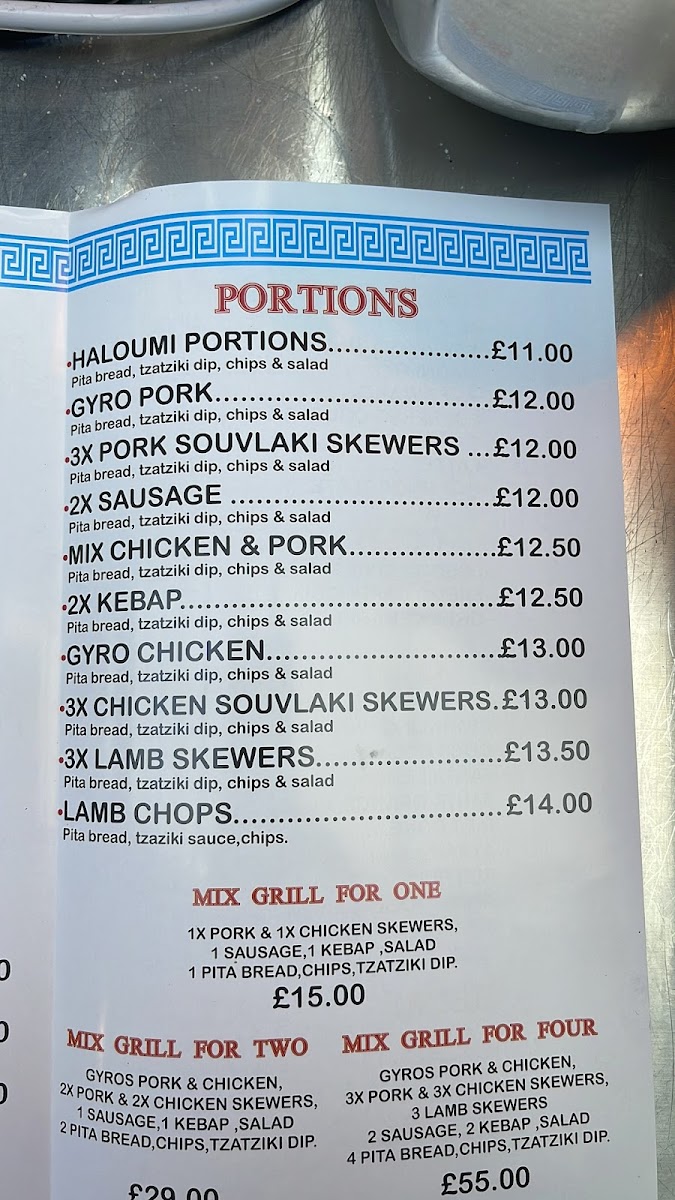 PORTIONS
•HALOUMI PORTIONS....................£11.00
Pita bread, tzatziki dip, chips & salad
•GYRO PORK..................................£12.00
Pita bread, tzatziki dip, chips & salad
•3X PORK SOUVLAKI SKEWERS ...£12.00
Pita bread, tzatziki dip, chips & salad
•2X SAUSAGE .................................£12.00
Pita bread, tzatziki dip, chips & salad
•MIX CHICKEN & PORK..................£12.50
Pita bread, tzatziki dip, chips & salad
•2X KEBAP.......................................£12.50
Pita bread, tzatziki dip, chips & salad
•GYRO CHICKEN.............................£13.00
Pita bread, tzatziki dip, chips & salad
•3X CHICKEN SOUVLAKI SKEWERS.£13.00
Pita bread, tzatziki dip, chips & salad
•3X LAMB SKEWERS.......................£13.50
Pita bread, tzatziki dip, chips & salad
•LAMB CHOPS.................................£14.00
Pita bread, tzaziki sauce,chips.
MIX GRILL FOR ONE
1X PORK & 1X CHICKEN SKEWERS,
1 SAUSAGE,1 KEBAP ,SALAD
1 PITA BREAD,CHIPS,TZATZIKI DIP.
£15.00
MIX GRILL FOR TWO
GYROS PORK & CHICKEN,
2X PORK & 2X CHICKEN SKEWERS,
1 SAUSAGE,1 KEBAP ,SALAD
2 PITA BREAD,CHIPS,TZATZIKI DIP.
£29.00
MIX GRILL FOR FOUR
GYROS PORK & CHICKEN,
3X PORK & 3X CHICKEN SKEWERS,
3 LAMB SKEWERS
2 SAUSAGE, 2 KEBAP ,SALAD
4 PITA BREAD,CHIPS,TZATZIKI DIP.
£55.00